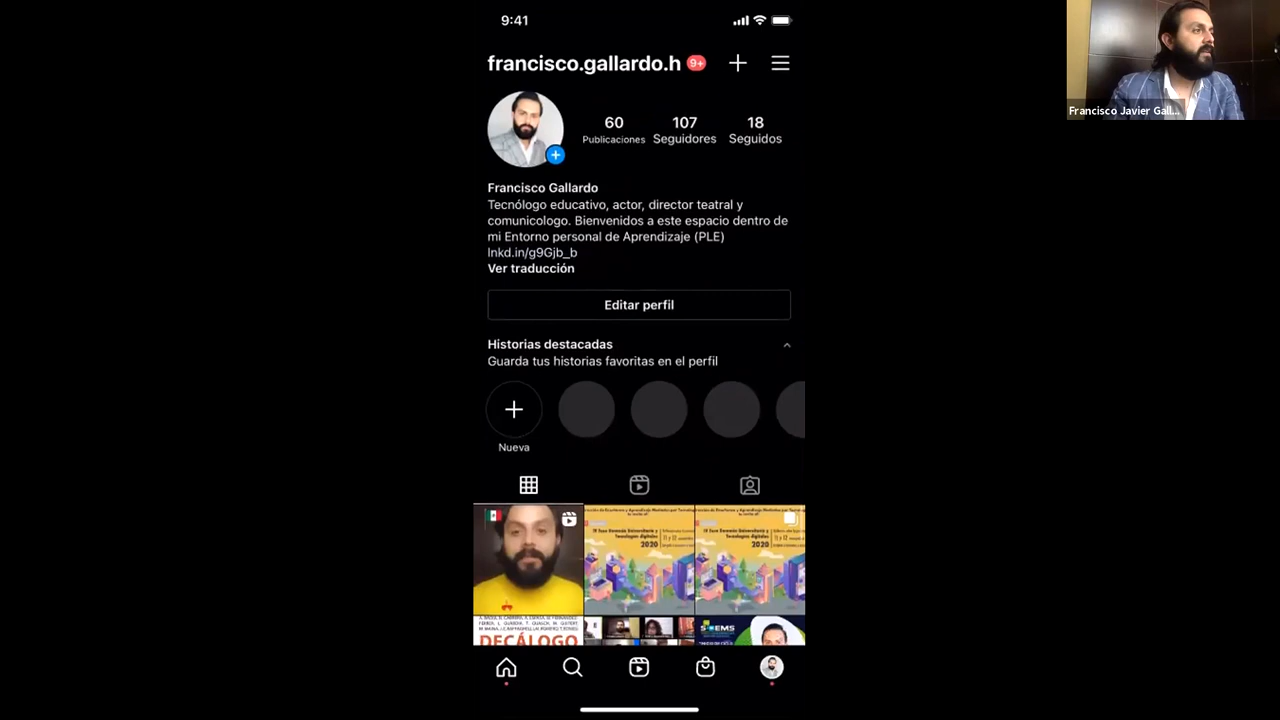 9:41
francisco.gallardo.h 9+
Francisco Javier Gall...
60 107 18
Publicaciones Seguidores Seguidos
Francisco Gallardo
Tecnólogo educativo, actor, director teatral y
comunicologo. Bienvenidos a este espacio dentro de
mi Entorno personal de Aprendizaje (PLE)
lnkd.in/g9Gjb_b
Ver traducción
Editar perfil
Historias destacadas
Guarda tus historias favoritas en el perfil
Nueva
2020
2020
DECÁLOGO